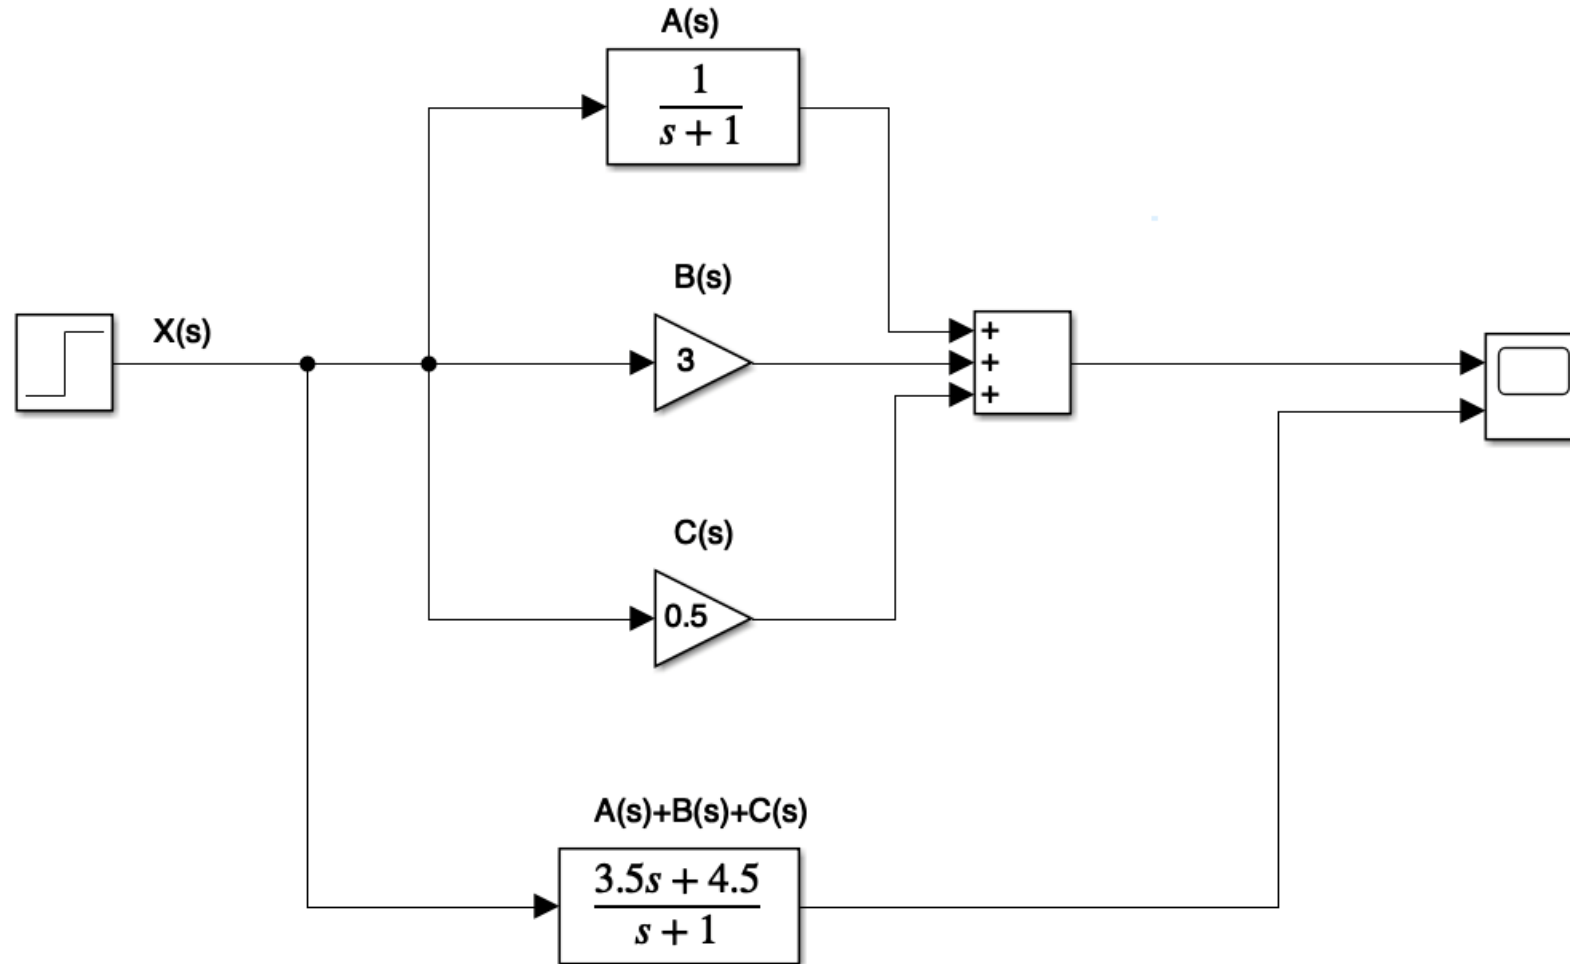 A(s)
1
s + 1
B(s)
X(s)
3
+
+
+
C(s)
0.5
A(s)+B(s)+C(s)
3.5s + 4.5
s + 1